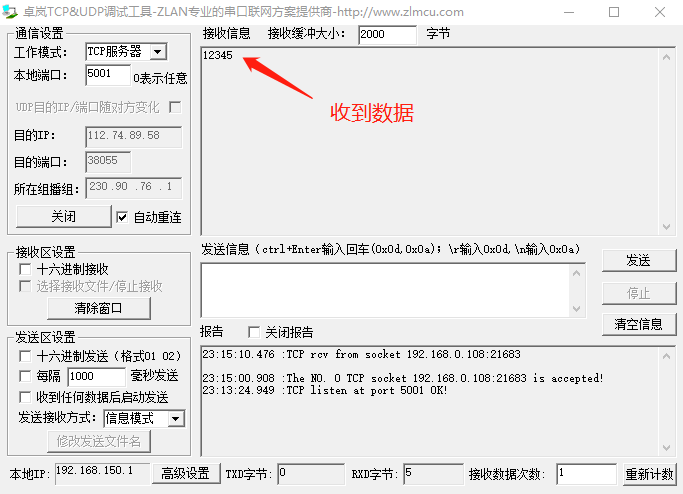 卓岚TCP&UDP调试工具-ZLAN专业的串口联网方案提供商-http://www.zlmcu.com
通信设置
工作模式: TCP服务器
本地端口: 5001 0表示任意
UDP目的IP/端口随对方变化
目的IP: 112.74.89.58
目的端口: 38055
所在组播组: 230 .90 .76 .1
关闭 自动重连
接收区设置
十六进制接收
选择接收文件/停止接收
清除窗口
发送区设置
十六进制发送（格式01 02）
每隔 1000 毫秒发送
收到任何数据后启动发送
发送接收方式: 信息模式
修改发送文件名
接收信息 接收缓冲大小: 2000 字节
12345
收到数据
发送信息（ctrl+Enter输入回车(0x0d,0x0a)；\r输入0x0d,\n输入0x0a)
发送
停止
清空信息
报告 关闭报告
23:15:10.476 :TCP rcv from socket 192.168.0.108:21683
23:15:00.908 :The NO. 0 TCP socket 192.168.0.108:21683 is accepted!
23:13:24.949 :TCP listen at port 5001 OK!
本地IP: 192.168.150.1 高级设置 TXD字节: 0 RXD字节: 5 接收数据次数: 1 重新计数